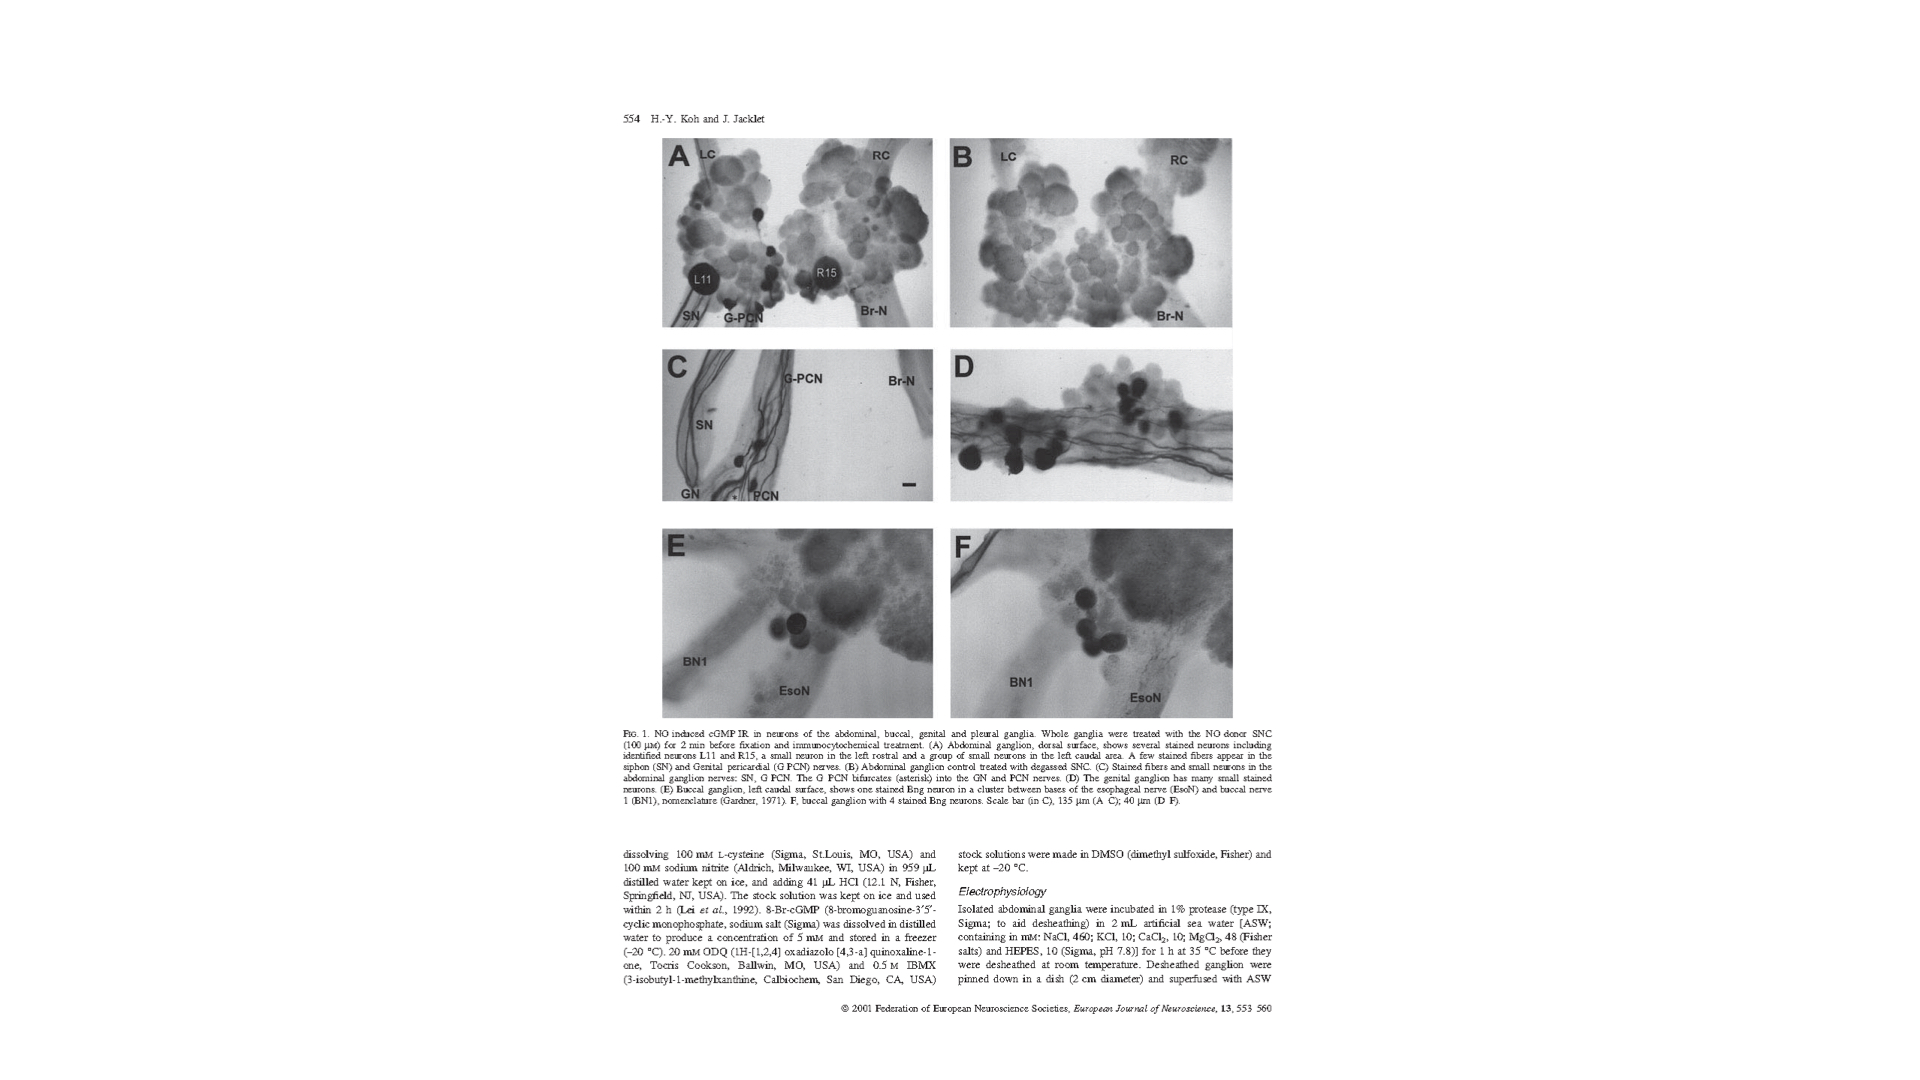 554 H.-Y. Koh and J. Jacklet
A LC RC
L11 R15
SN G-PCN Br-N
B LC RC
Br-N
C G-PCN Br-N
SN
GN * PCN
D
E
BN1
EsoN
F
BN1
EsoN
FIG. 1. NO induced cGMP IR in neurons of the abdominal, buccal, genital and pleural ganglia. Whole ganglia were treated with the NO donor SNC
(100 µM) for 2 min before fixation and immunocytochemical treatment. (A) Abdominal ganglion, dorsal surface, shows several stained neurons including
identified neurons L11 and R15, a small neuron in the left rostral and a group of small neurons in the left caudal area. A few stained fibers appear in the
siphon (SN) and Genital pericardial (G PCN) nerves. (B) Abdominal ganglion control treated with degassed SNC. (C) Stained fibers and small neurons in the
abdominal ganglion nerves: SN, G PCN. The G PCN bifurcates (asterisk) into the GN and PCN nerves. (D) The genital ganglion has many small stained
neurons. (E) Buccal ganglion, left caudal surface, shows one stained Bng neuron in a cluster between bases of the esophageal nerve (EsoN) and buccal nerve
1 (BN1), nomenclature (Gardner, 1971). F, buccal ganglion with 4 stained Bng neurons. Scale bar (in C), 135 µm (A C); 40 µm (D F).
dissolving 100 mM L-cysteine (Sigma, St.Louis, MO, USA) and
100 mM sodium nitrite (Aldrich, Milwaukee, WI, USA) in 959 µL
distilled water kept on ice, and adding 41 µL HCl (12.1 N, Fisher,
Springfield, NJ, USA). The stock solution was kept on ice and used
within 2 h (Lei et al., 1992). 8-Br-cGMP (8-bromoguanosine-3′5′-
cyclic monophosphate, sodium salt (Sigma) was dissolved in distilled
water to produce a concentration of 5 mM and stored in a freezer
(–20 °C). 20 mM ODQ (1H-[1,2,4] oxadiazolo [4,3-a] quinoxaline-1-
one, Tocris Cookson, Ballwin, MO, USA) and 0.5 M IBMX
(3-isobutyl-1-methylxanthine, Calbiochem, San Diego, CA, USA)
stock solutions were made in DMSO (dimethyl sulfoxide, Fisher) and
kept at –20 °C.
Electrophysiology
Isolated abdominal ganglia were incubated in 1% protease (type IX,
Sigma; to aid desheathing) in 2 mL artificial sea water [ASW;
containing in mM: NaCl, 460; KCl, 10; CaCl₂, 10; MgCl₂, 48 (Fisher
salts) and HEPES, 10 (Sigma, pH 7.8)] for 1 h at 35 °C before they
were desheathed at room temperature. Desheathed ganglion were
pinned down in a dish (2 cm diameter) and superfused with ASW
© 2001 Federation of European Neuroscience Societies, European Journal of Neuroscience, 13, 553 560